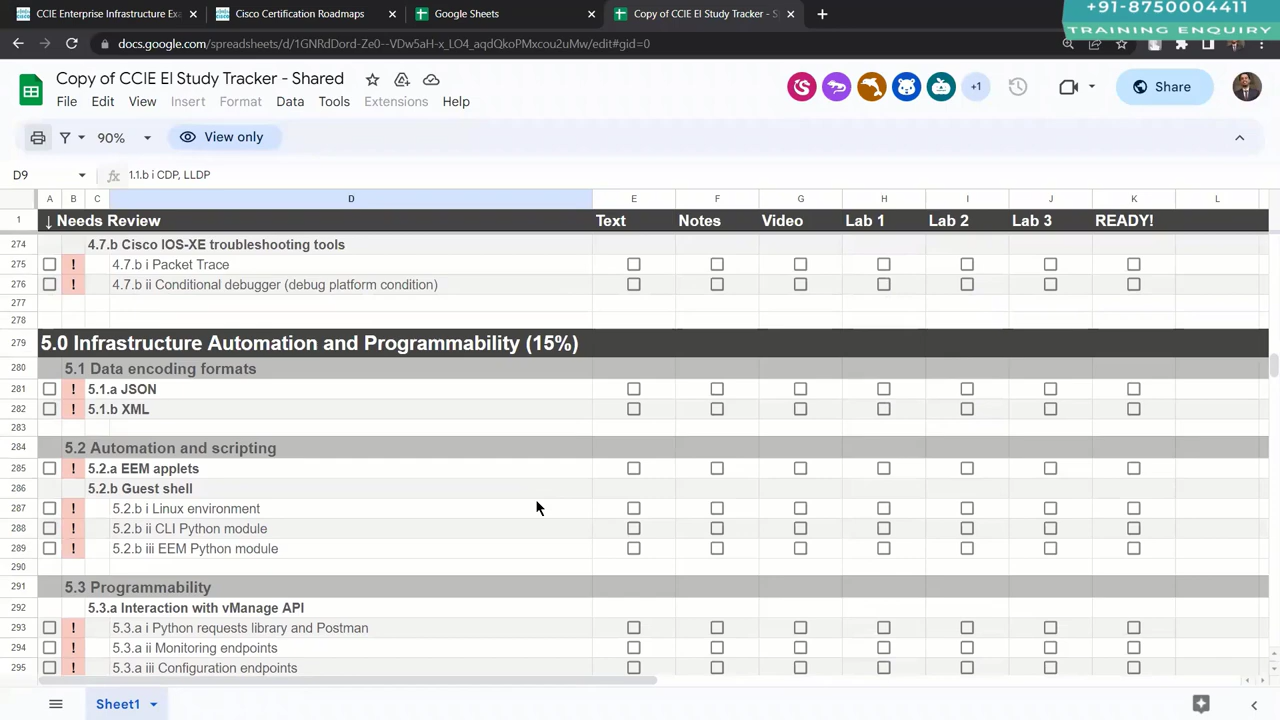 CCIE Enterprise Infrastructure Exa
Cisco Certification Roadmaps
Google Sheets
Copy of CCIE EI Study Tracker - S
+91-8750004411
TRAINING ENQUIRY
docs.google.com/spreadsheets/d/1GNRdDord-Ze0--VDw5aH-x_LO4_aqdQkoPMxcou2uMw/edit#gid=0
Copy of CCIE EI Study Tracker - Shared
File Edit View Insert Format Data Tools Extensions Help
+1
Share
90%
View only
D9
fx 1.1.b i CDP, LLDP
A B C D E F G H I J K L
1 ↓ Needs Review Text Notes Video Lab 1 Lab 2 Lab 3 READY!
274 4.7.b Cisco IOS-XE troubleshooting tools
275 ! 4.7.b i Packet Trace
276 ! 4.7.b ii Conditional debugger (debug platform condition)
277
278
279 5.0 Infrastructure Automation and Programmability (15%)
280 5.1 Data encoding formats
281 ! 5.1.a JSON
282 ! 5.1.b XML
283
284 5.2 Automation and scripting
285 ! 5.2.a EEM applets
286 5.2.b Guest shell
287 ! 5.2.b i Linux environment
288 ! 5.2.b ii CLI Python module
289 ! 5.2.b iii EEM Python module
290
291 5.3 Programmability
292 5.3.a Interaction with vManage API
293 ! 5.3.a i Python requests library and Postman
294 ! 5.3.a ii Monitoring endpoints
295 ! 5.3.a iii Configuration endpoints
Sheet1